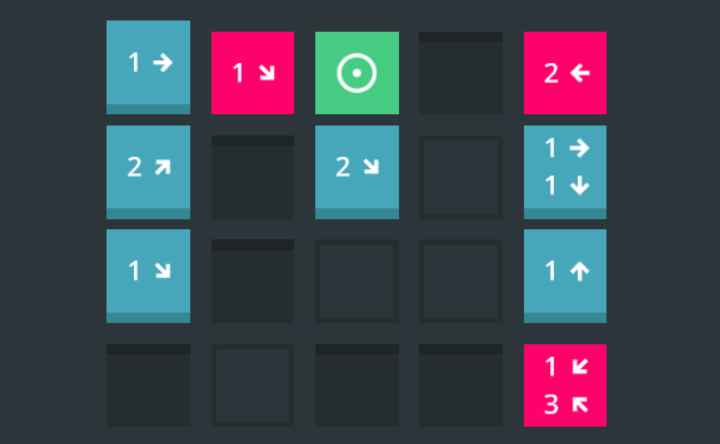 1 → 1 ↘ 2 ←
2 ↗ 2 ↘ 1 →
1 ↓
1 ↘ 1 ↑
1 ↙
3 ↖